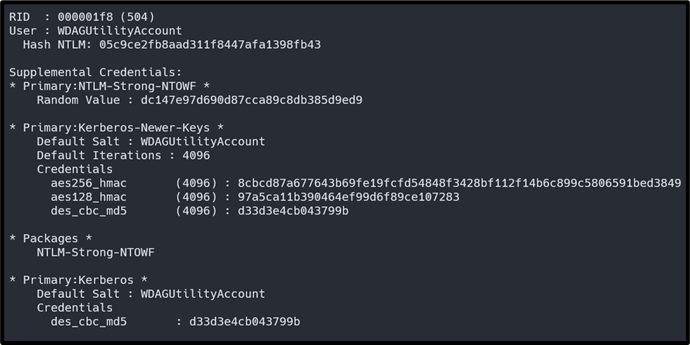 RID  : 000001f8 (504)
User : WDAGUtilityAccount
  Hash NTLM: 05c9ce2fb8aad311f8447afa1398fb43
Supplemental Credentials:
* Primary:NTLM-Strong-NTOWF *
    Random Value : dc147e97d690d87cca89c8db385d9ed9
* Primary:Kerberos-Newer-Keys *
    Default Salt : WDAGUtilityAccount
    Default Iterations : 4096
    Credentials
      aes256_hmac       (4096) : 8cbcd87a677643b69fe19fcfd54848f3428bf112f14b6c899c5806591bed3849
      aes128_hmac       (4096) : 97a5ca11b390464ef99d6f89ce107283
      des_cbc_md5       (4096) : d33d3e4cb043799b
* Packages *
    NTLM-Strong-NTOWF
* Primary:Kerberos *
    Default Salt : WDAGUtilityAccount
    Credentials
      des_cbc_md5       : d33d3e4cb043799b